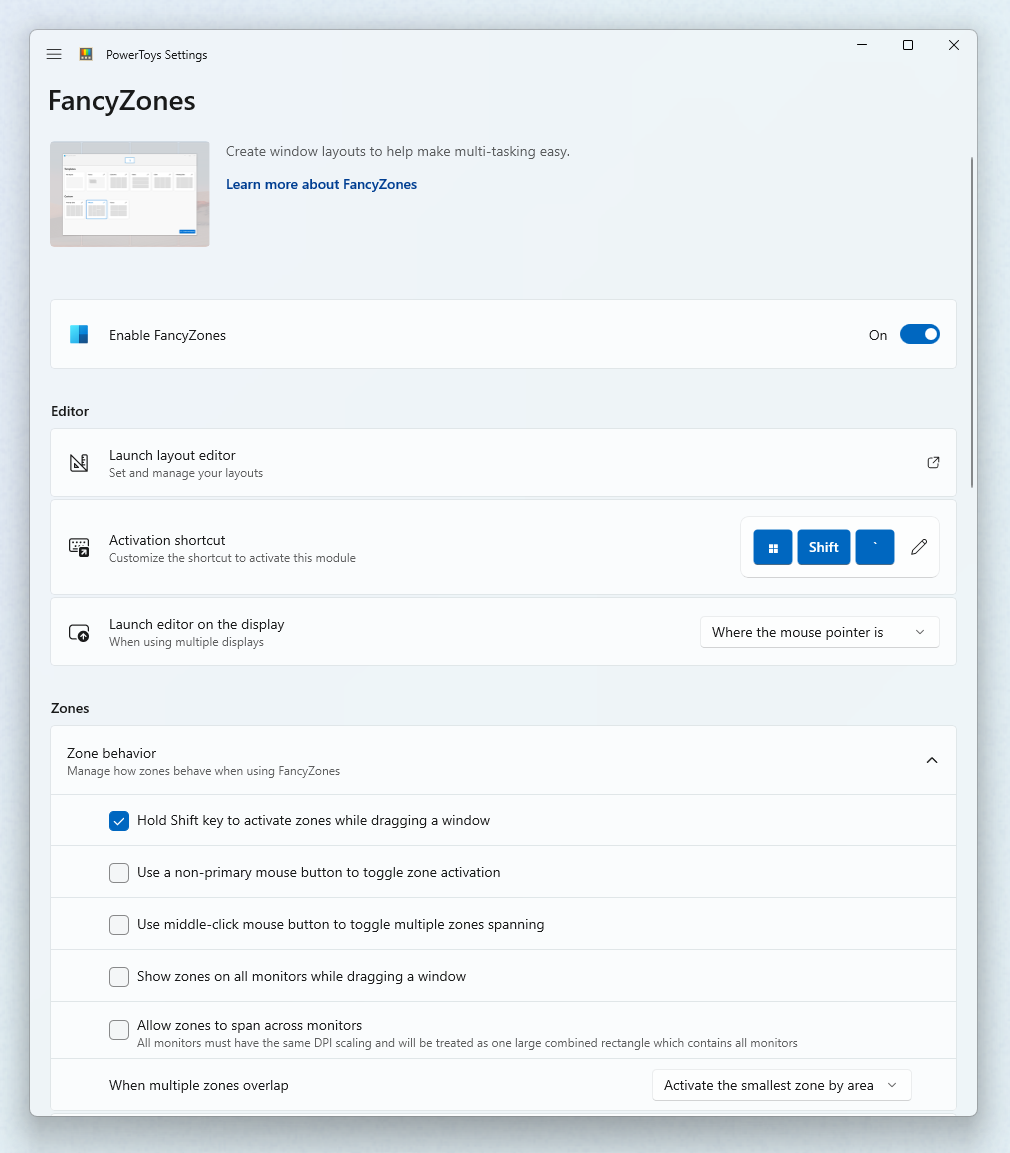 PowerToys Settings
FancyZones
Create window layouts to help make multi-tasking easy.
Learn more about FancyZones
Enable FancyZones
On
Editor
Launch layout editor
Set and manage your layouts
Activation shortcut
Customize the shortcut to activate this module
Shift `
Launch editor on the display
When using multiple displays
Where the mouse pointer is
Zones
Zone behavior
Manage how zones behave when using FancyZones
Hold Shift key to activate zones while dragging a window
Use a non-primary mouse button to toggle zone activation
Use middle-click mouse button to toggle multiple zones spanning
Show zones on all monitors while dragging a window
Allow zones to span across monitors
All monitors must have the same DPI scaling and will be treated as one large combined rectangle which contains all monitors
When multiple zones overlap
Activate the smallest zone by area